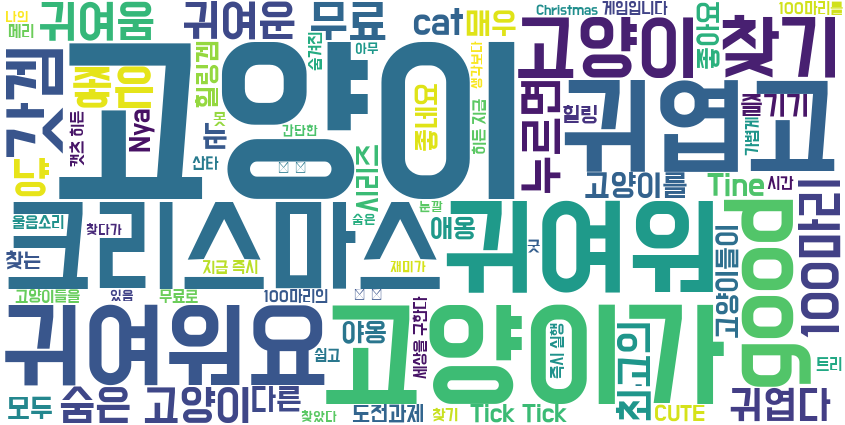 나의
메리
귀여움
귀여운
무료
cat
매우
Christmas
게임입니다
100마리를
갓겜
좋은
힐링겜
숨겨진
아무
고양이
생각보다
고양이
좋아요
찾기
캣츠 히든
Nya
냥
산타
간단한
좋네요
히든 지금
누리면
힐링
즐기기
가볍게
귀엽고
시리즈
고양이를
Tine
시간
울음소리
찾다가
크리스마스
숨은
눈깔
애옹
귀여워
굿
good
고양이들이
100마리
찾는
지금 즉시
재미가
고양이들을
있음
무료로
100마리의
귀여워요
쉽고
야옹
세상을 구한다
고양이가
즉시 실행
최고의
트리
모두
숨은 고양이
다른
찾았다
도전과제
찾기
Tick Tick
CUTE
귀엽다